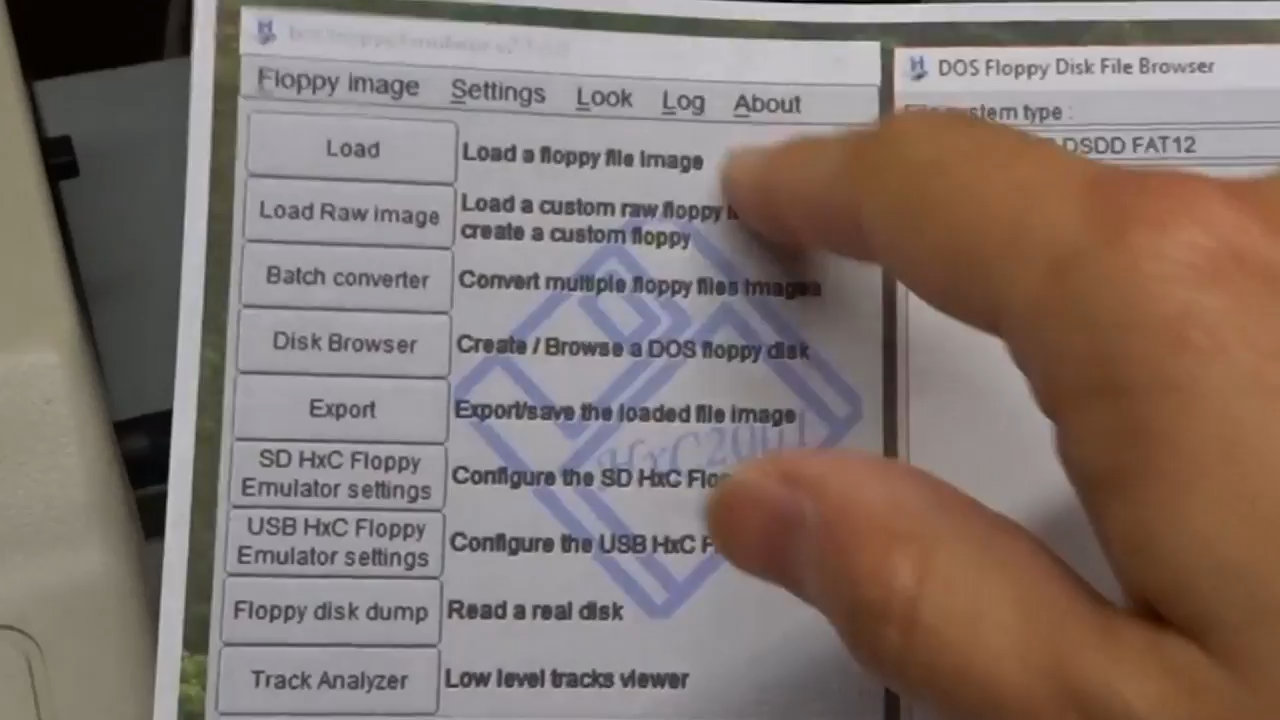 Floppy Image Settings Look Log About
Load
Load a floppy file Image
Load Raw image
Load a custom raw floppy
create a custom floppy
Batch converter
Convert multiple floppy files Images
Disk Browser
Create / Browse a DOS floppy disk
Export
Export/save the loaded file Image
HxC2001
SD HxC Floppy
Emulator settings
Configure the SD HxC
USB HxC Floppy
Emulator settings
Configure the USB HxC
Floppy disk dump
Read a real disk
Track Analyzer
Low level tracks viewer
DOS Floppy Disk File Browser
type :
DSDD FAT12